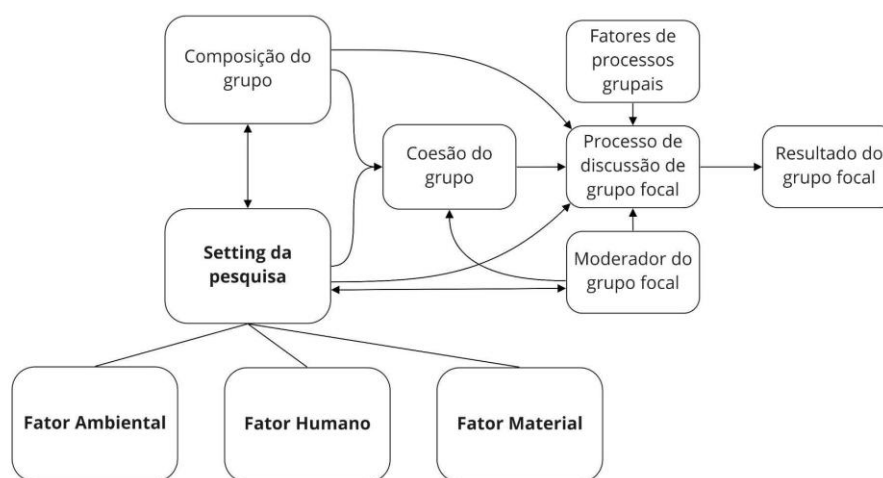 Composição do
grupo
Fatores de
processos
grupais
Coesão do
grupo
Processo de
discussão de
grupo focal
Resultado do
grupo focal
Setting da
pesquisa
Moderador do
grupo focal
Fator Ambiental
Fator Humano
Fator Material